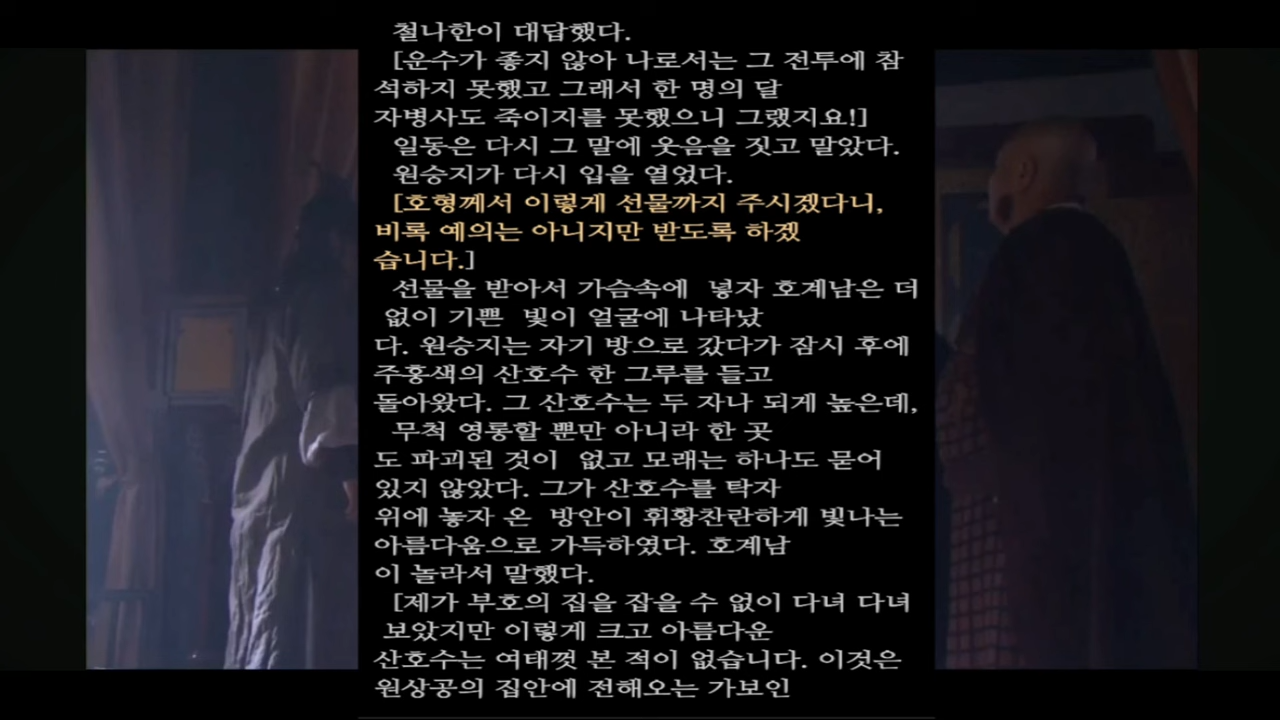 철나한이 대답했다.
[운수가 좋지 않아 나로서는 그 전투에 참
석하지 못했고 그래서 한 명의 달
자병사도 죽이지를 못했으니 그랬지요!]
일동은 다시 그 말에 웃음을 짓고 말았다.
원승지가 다시 입을 열었다.
[호형께서 이렇게 선물까지 주시겠다니,
비록 예의는 아니지만 받도록 하겠
습니다.]
선물을 받아서 가슴속에 넣자 호계남은 더
없이 기쁜 빛이 얼굴에 나타났
다. 원승지는 자기 방으로 갔다가 잠시 후에
주홍색의 산호수 한 그루를 들고
돌아왔다. 그 산호수는 두 자나 되게 높은데,
무척 영롱할 뿐만 아니라 한 곳
도 파괴된 것이 없고 모래는 하나도 묻어
있지 않았다. 그가 산호수를 탁자
위에 놓자 온 방안이 휘황찬란하게 빛나는
아름다움으로 가득하였다. 호계남
이 놀라서 말했다.
[제가 부호의 집을 잡을 수 없이 다녀 다녀
보았지만 이렇게 크고 아름다운
산호수는 여태껏 본 적이 없습니다. 이것은
원상공의 집안에 전해오는 가보인